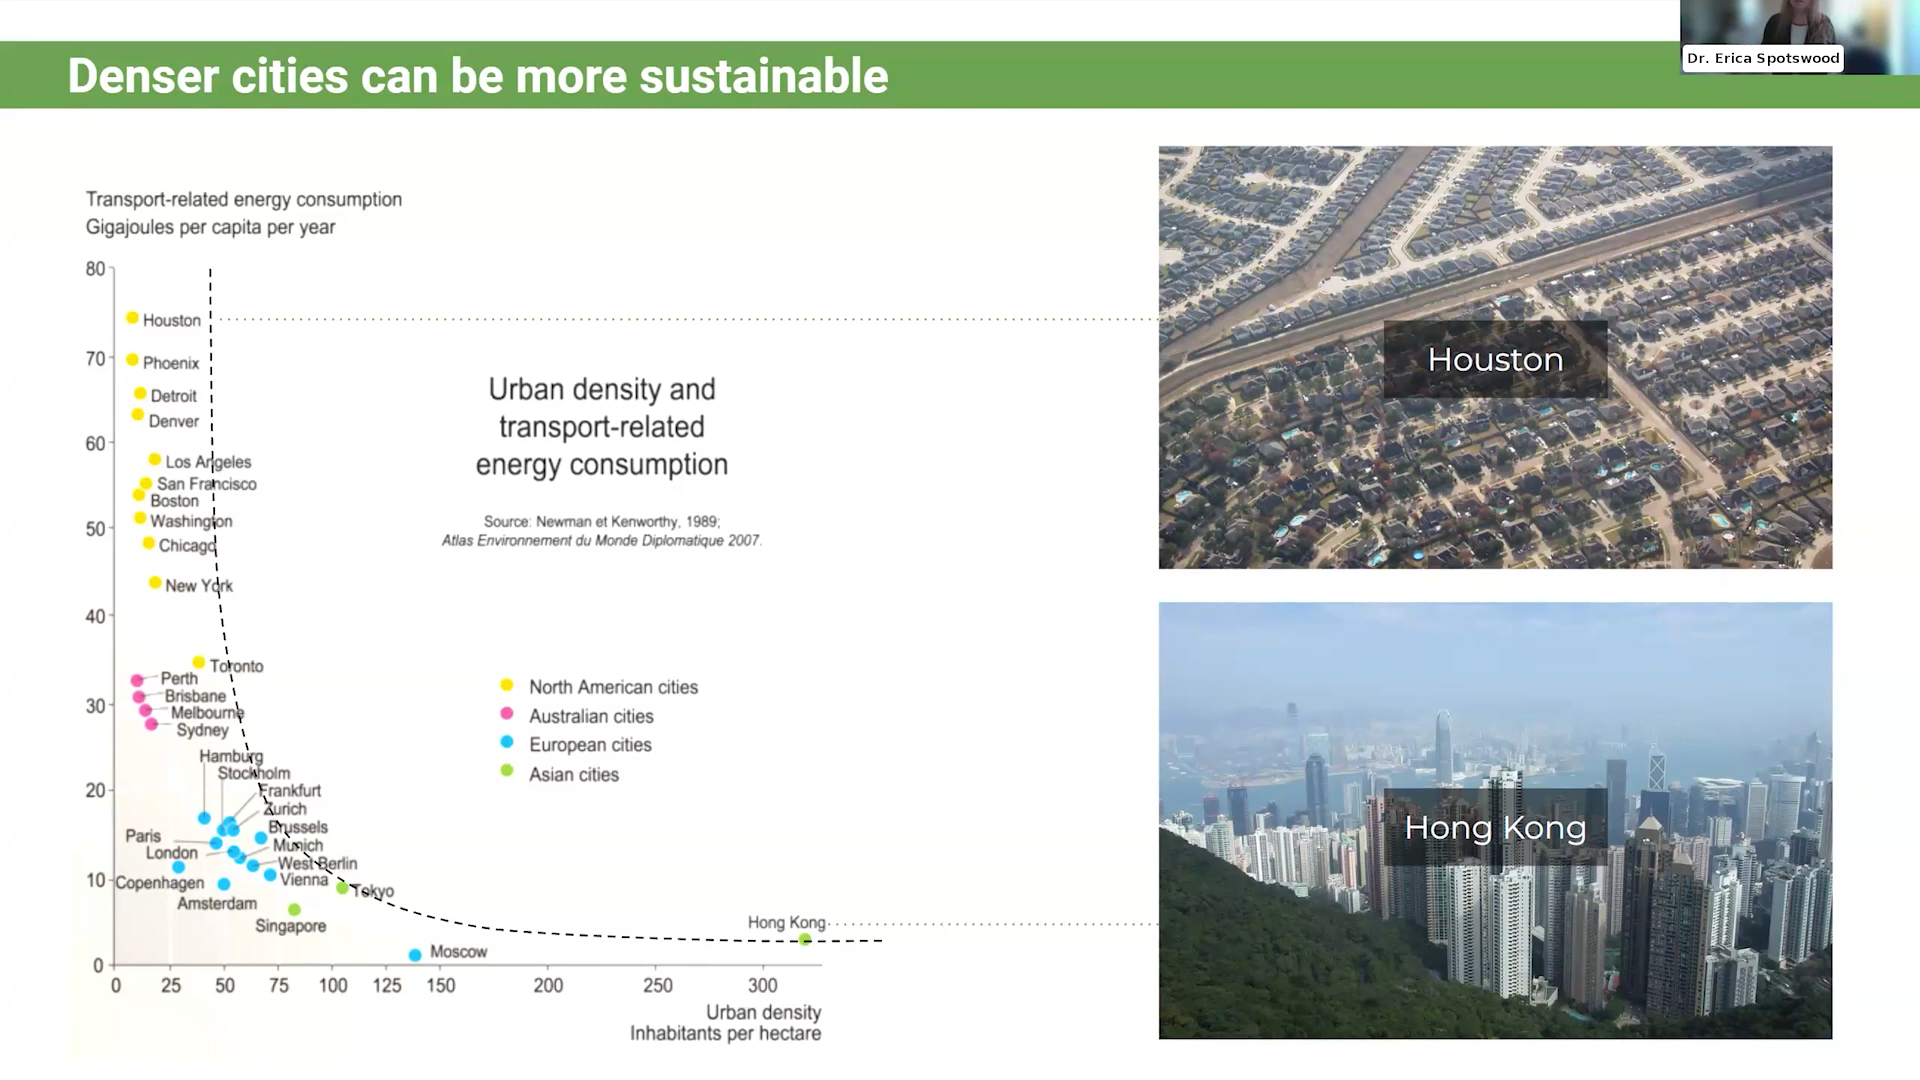 Dr. Erica Spotswood
Denser cities can be more sustainable
Transport-related energy consumption
Gigajoules per capita per year
80
70
60
50
40
30
20
10
0
Houston
Phoenix
Detroit
Denver
Los Angeles
San Francisco
Boston
Washington
Chicago
New York
Toronto
Perth
Brisbane
Melbourne
Sydney
Hamburg
Stockholm
Frankfurt
Zurich
Brussels
Paris
Munich
London
West Berlin
Vienna
Copenhagen
Tokyo
Amsterdam
Singapore
Hong Kong
Moscow
0 25 50 75 100 125 150 200 250 300
Urban density
Inhabitants per hectare
Urban density and
transport-related
energy consumption
Source: Newman et Kenworthy, 1989;
Atlas Environnement du Monde Diplomatique 2007.
North American cities
Australian cities
European cities
Asian cities
Houston
Hong Kong